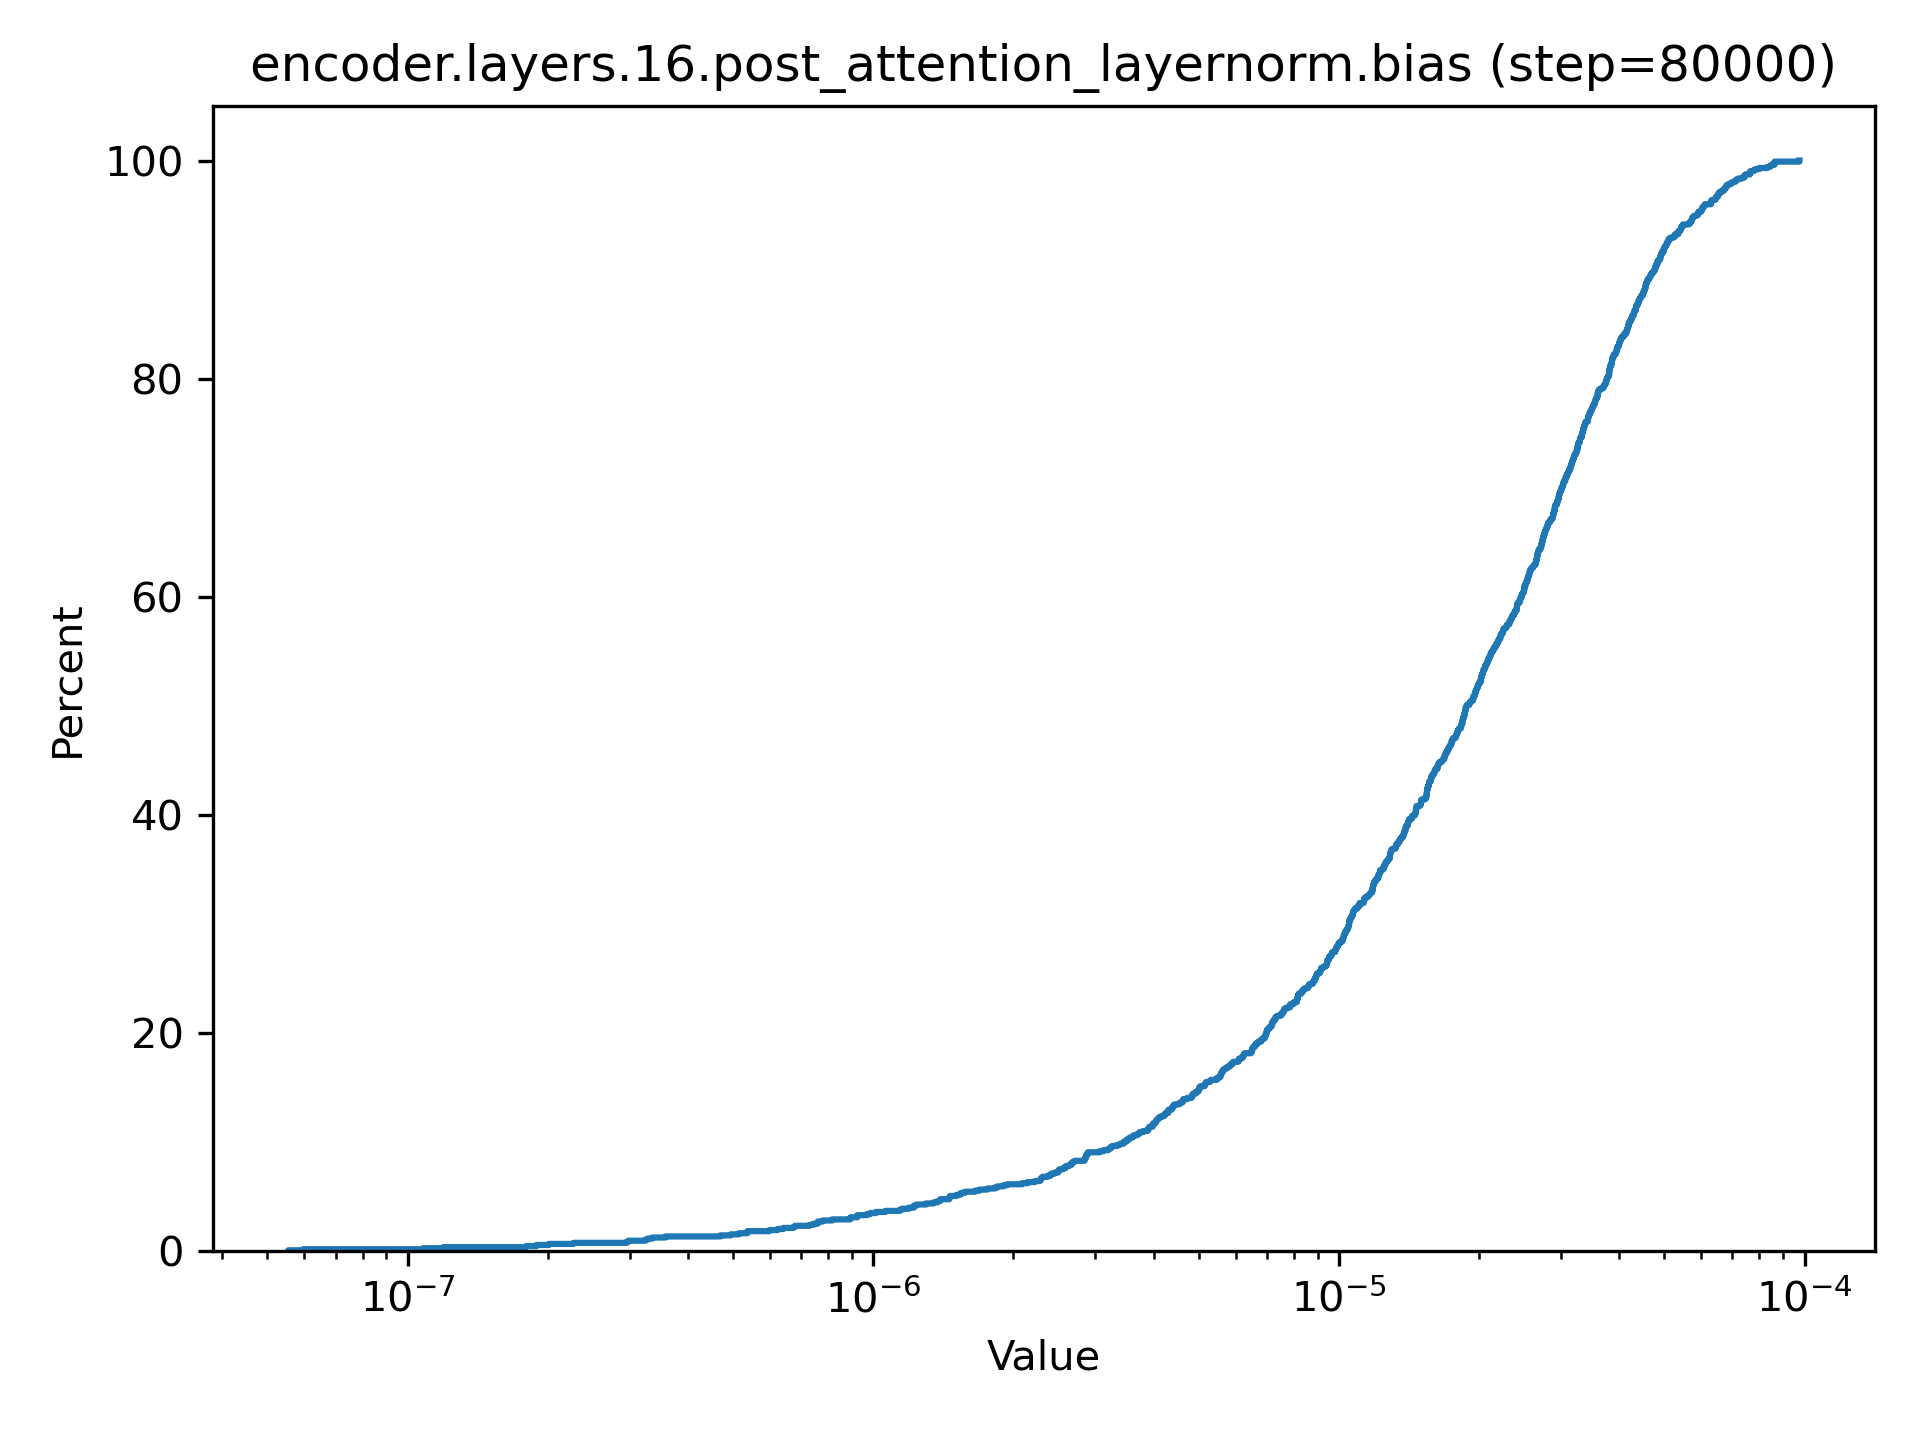 encoder.layers.16.post_attention_layernorm.bias (step=80000)
100
80
60
40
20
0
Percent
10⁻⁷ 10⁻⁶ 10⁻⁵ 10⁻⁴
Value